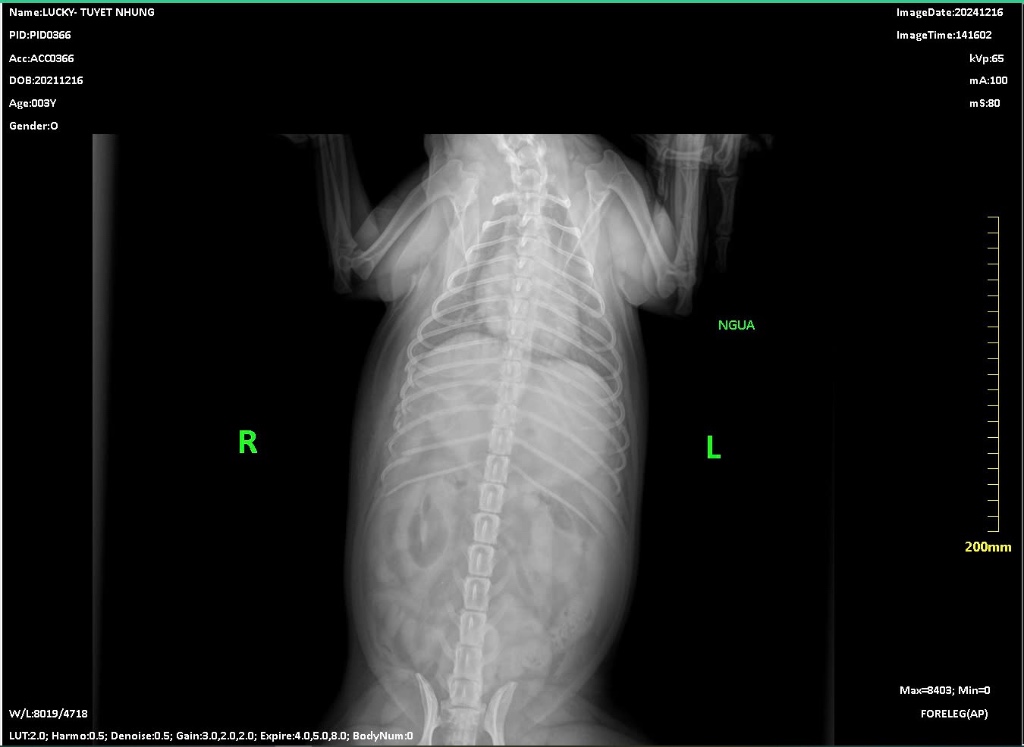 Name:LUCKY- TUYET NHUNG
PID:PID0366
Acc:ACC0366
DOB:20211216
Age:003Y
Gender:O
ImageDate:20241216
ImageTime:141602
kVp:65
mA:100
mS:80
NGUA
R
L
200mm
Max=8403; Min=0
FORELEG(AP)
W/L:8019/4718
LUT:2.0; Harmo:0.5; Denoise:0.5; Gain:3.0,2.0,2.0; Expire:4.0,5.0,8.0; BodyNum:0